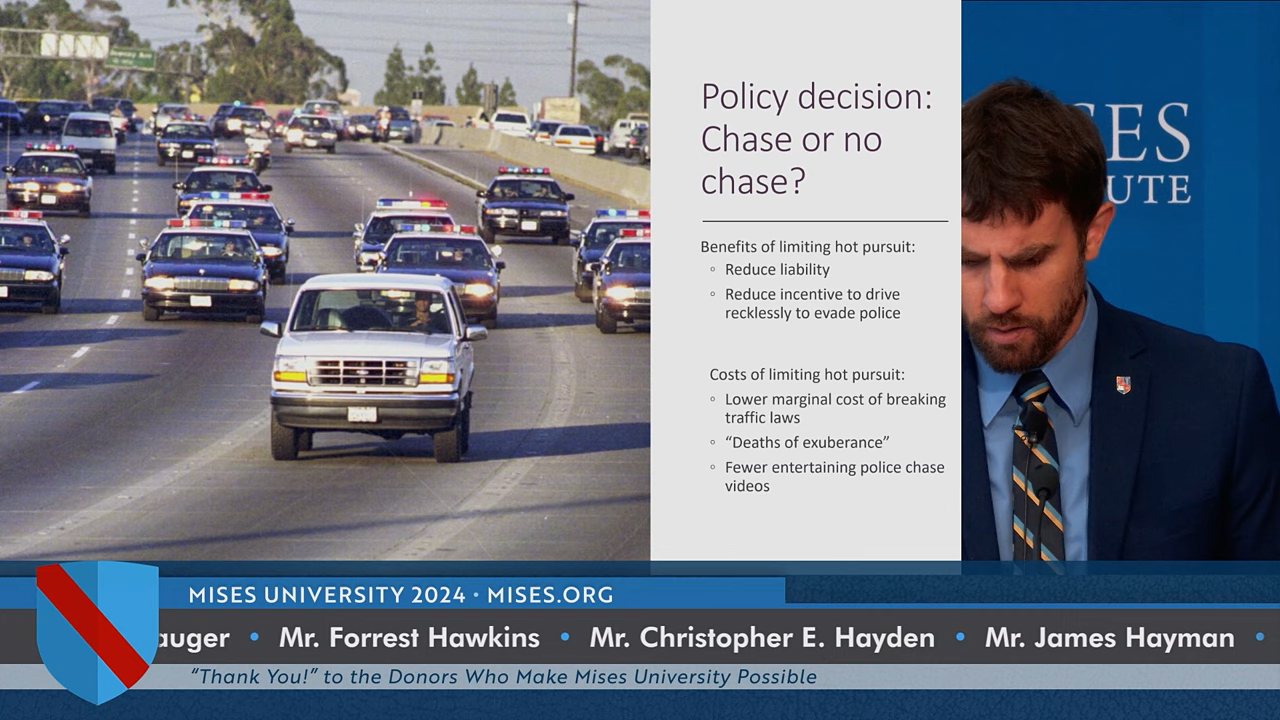 Policy decision:
Chase or no
chase?
Benefits of limiting hot pursuit:
◦ Reduce liability
◦ Reduce incentive to drive
recklessly to evade police
Costs of limiting hot pursuit:
◦ Lower marginal cost of breaking
traffic laws
◦ “Deaths of exuberance”
◦ Fewer entertaining police chase
videos
SES
UTE
MISES UNIVERSITY 2024 • MISES.ORG
auger • Mr. Forrest Hawkins • Mr. Christopher E. Hayden • Mr. James Hayman •
“Thank You!” to the Donors Who Make Mises University Possible